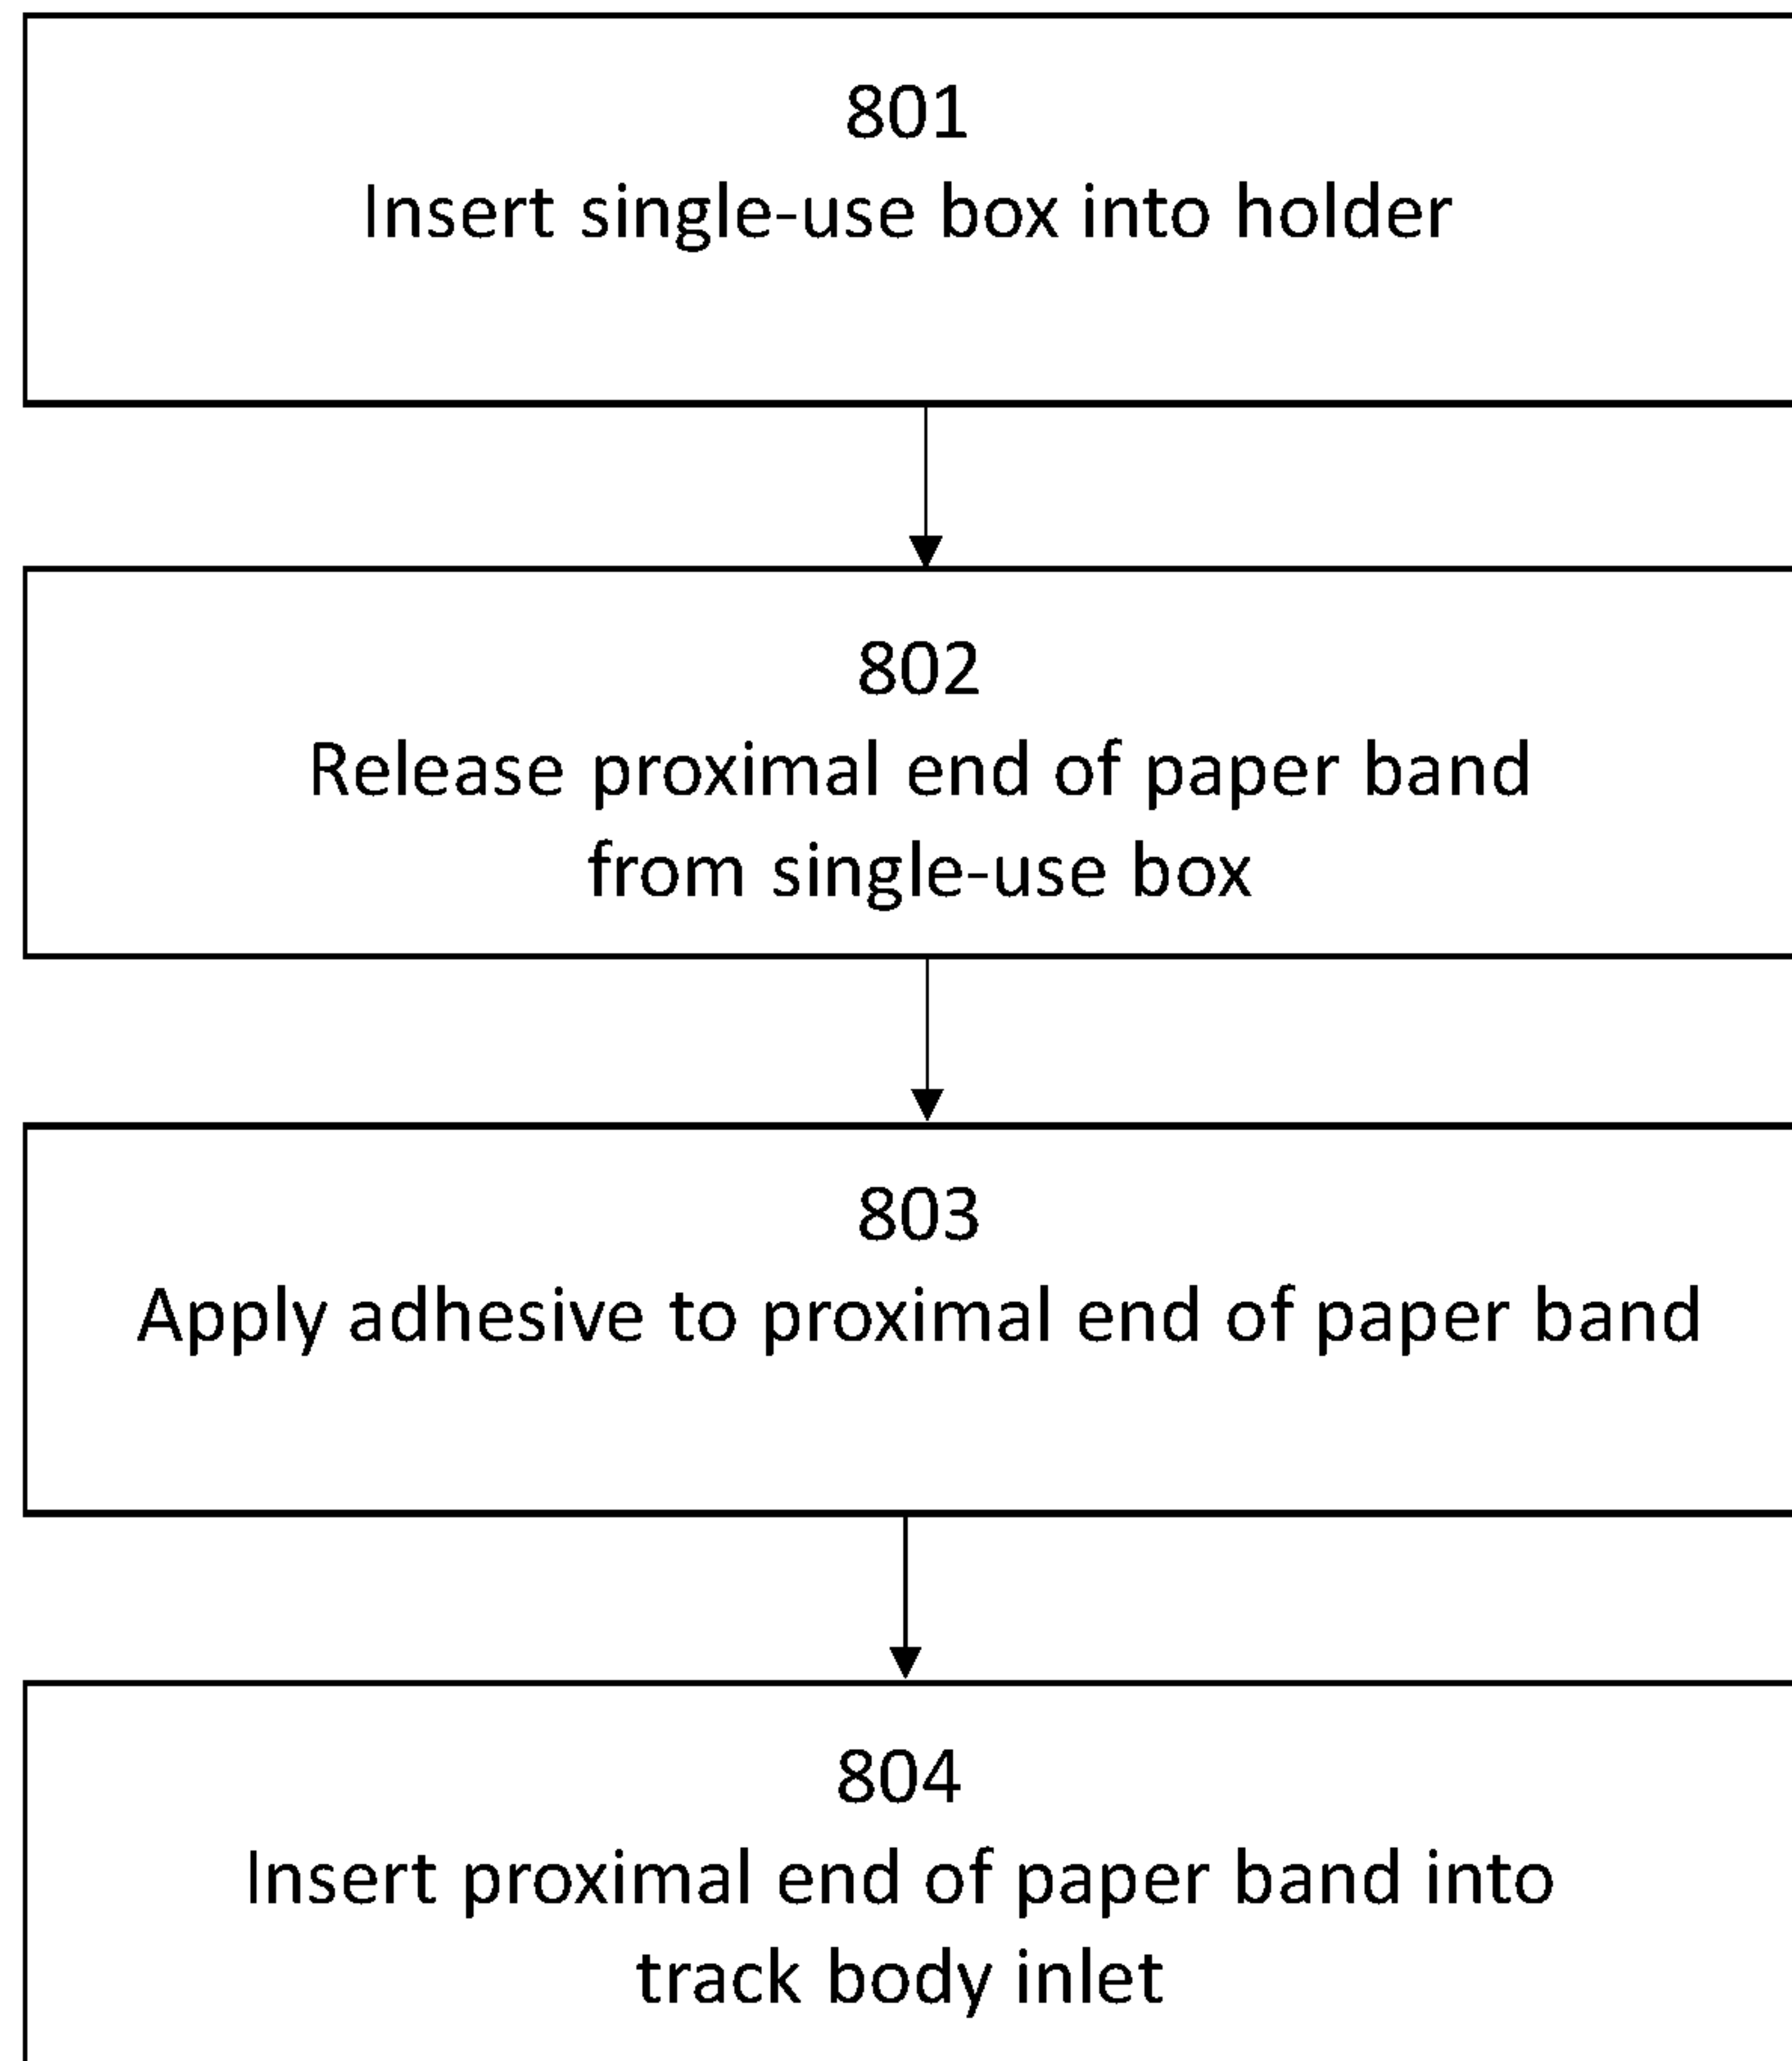 801
Insert single-use box into holder
802
Release proximal end of paper band
from single-use box
803
Apply adhesive to proximal end of paper band
804
Insert proximal end of paper band into
track body inlet